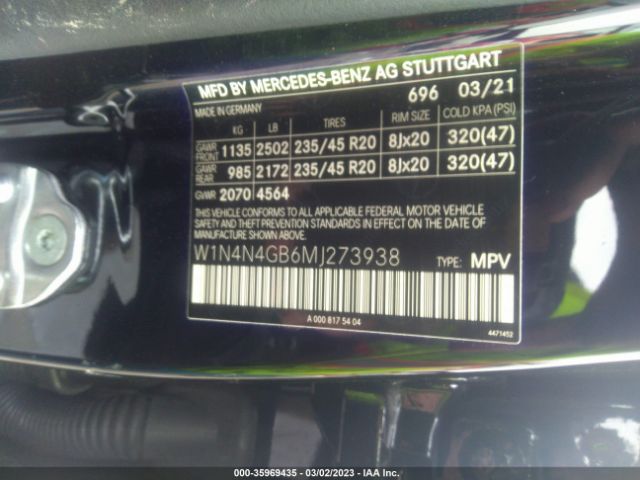 MFD BY MERCEDES-BENZ AG STUTTGART
MADE IN GERMANY 696 03/21
KG LB TIRES RIM SIZE COLD KPA (PSI)
GAWR FRONT 1135 2502 235/45 R20 8Jx20 320(47)
GAWR REAR 985 2172 235/45 R20 8Jx20 320(47)
GVWR 2070 4564
THIS VEHICLE CONFORMS TO ALL APPLICABLE FEDERAL MOTOR VEHICLE
SAFETY AND THEFT PREVENTION STANDARDS IN EFFECT ON THE DATE
OF MANUFACTURE SHOWN ABOVE.
W1N4N4GB6MJ273938 TYPE: MPV
A 000 817 54 04
4471452
000-35969435 - 03/02/2023 - IAA Inc.